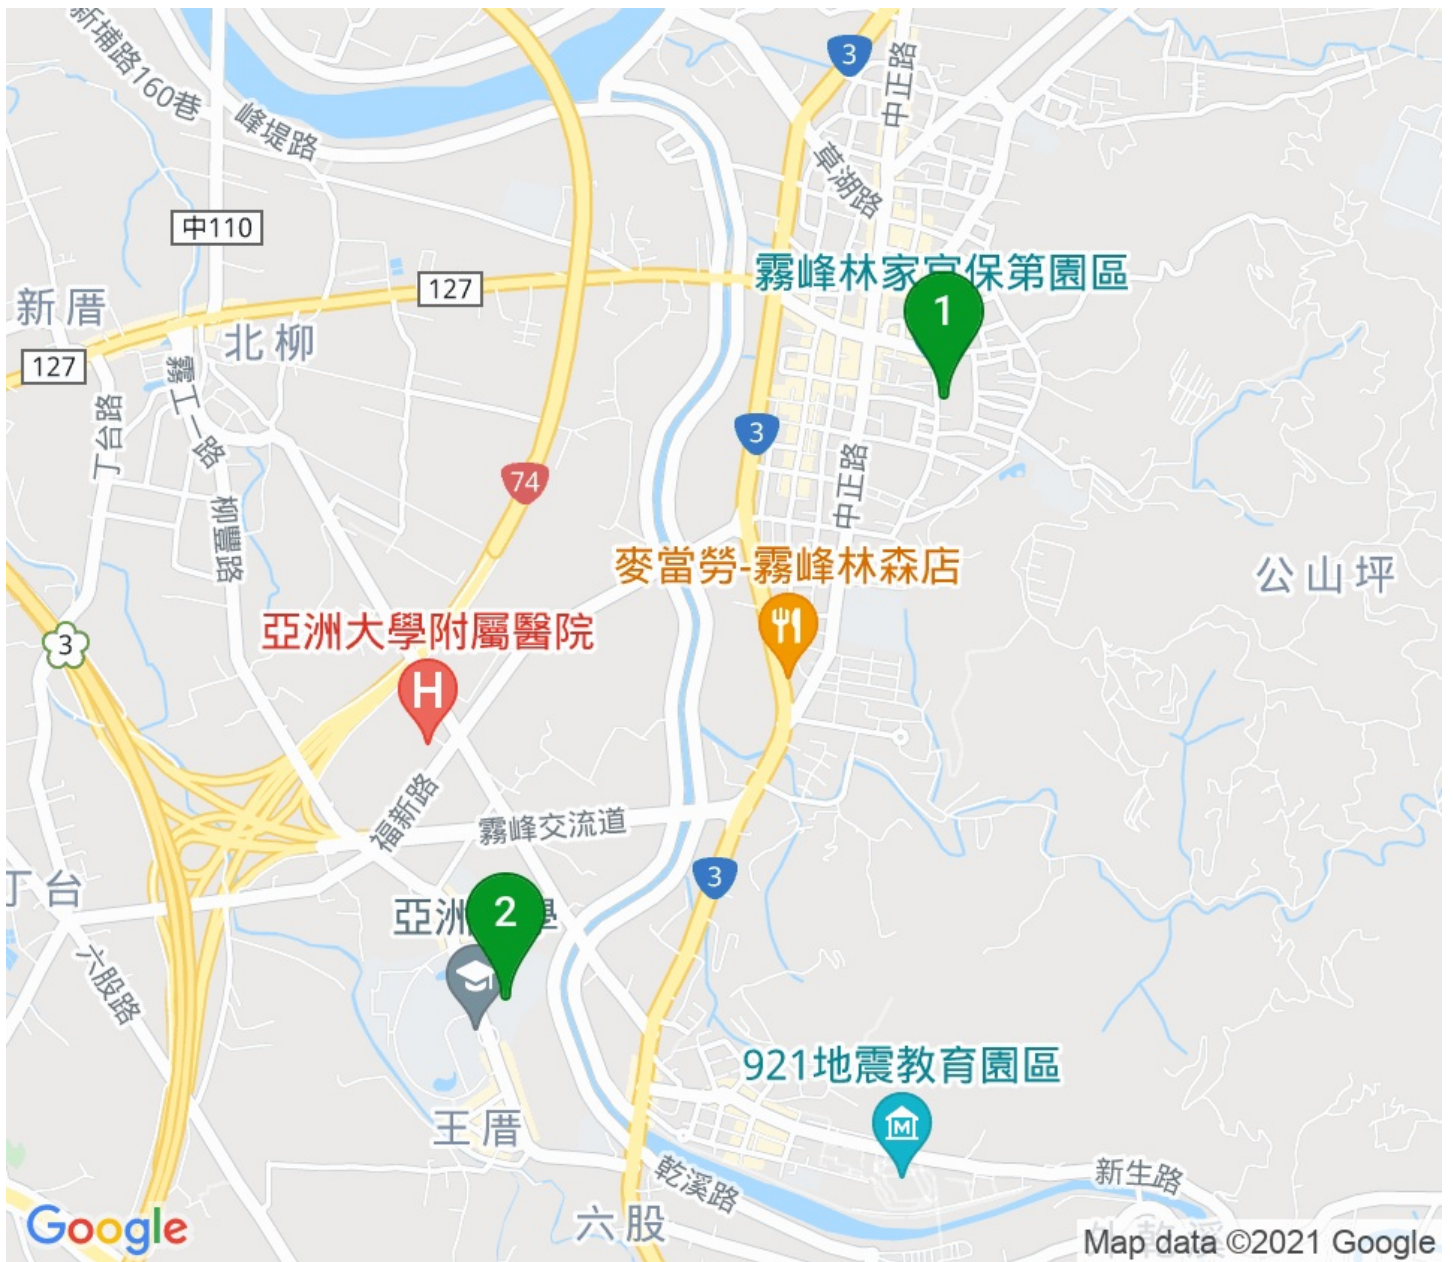 新埔路160巷
峰堤路
3
中正路
草湖路
中110
127
霧峰林家宮保第園區
1
新厝
北柳
127
霧工一路
丁台路
3
中正路
74
柳豐路
麥當勞-霧峰林森店
公山坪
亞洲大學附屬醫院
3
H
福新路
霧峰交流道
丁台
3
亞洲
學
2
六股路
921地震教育園區
M
王厝
乾溪路
新生路
六股
Google
Map data ©2021 Google